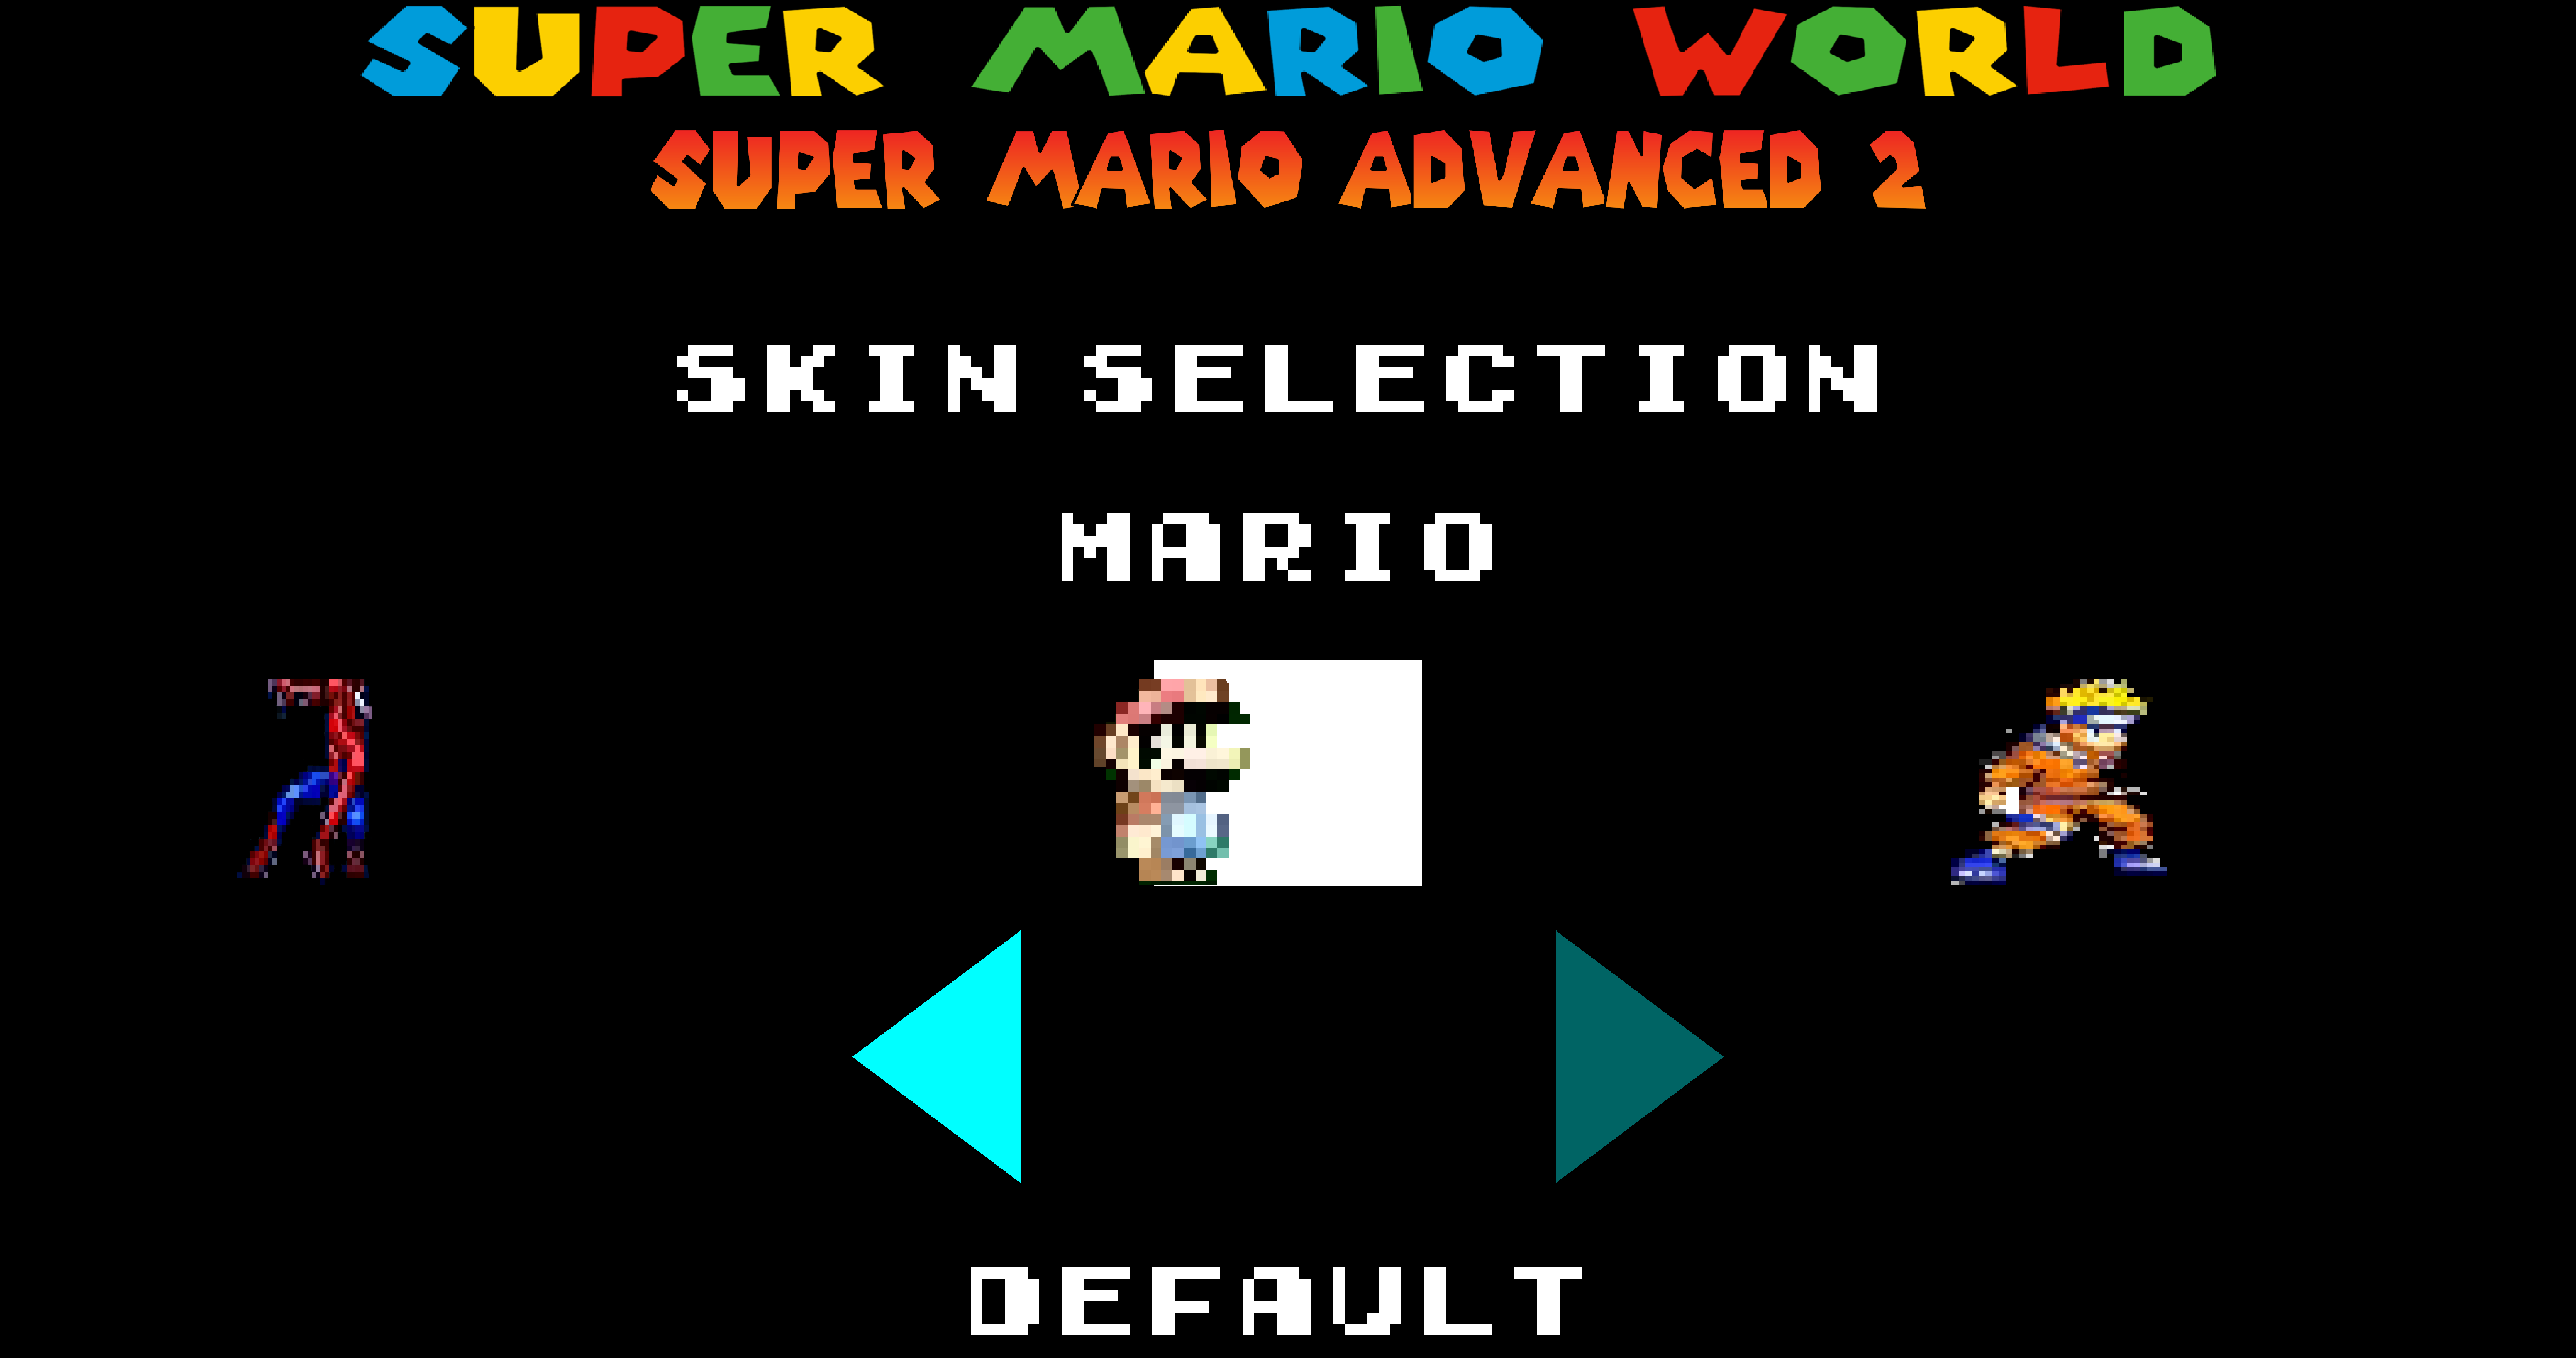 SUPER MARIO WORLD
SUPER MARIO ADVANCED 2
SKIN SELECTION
MARIO
DEFAULT